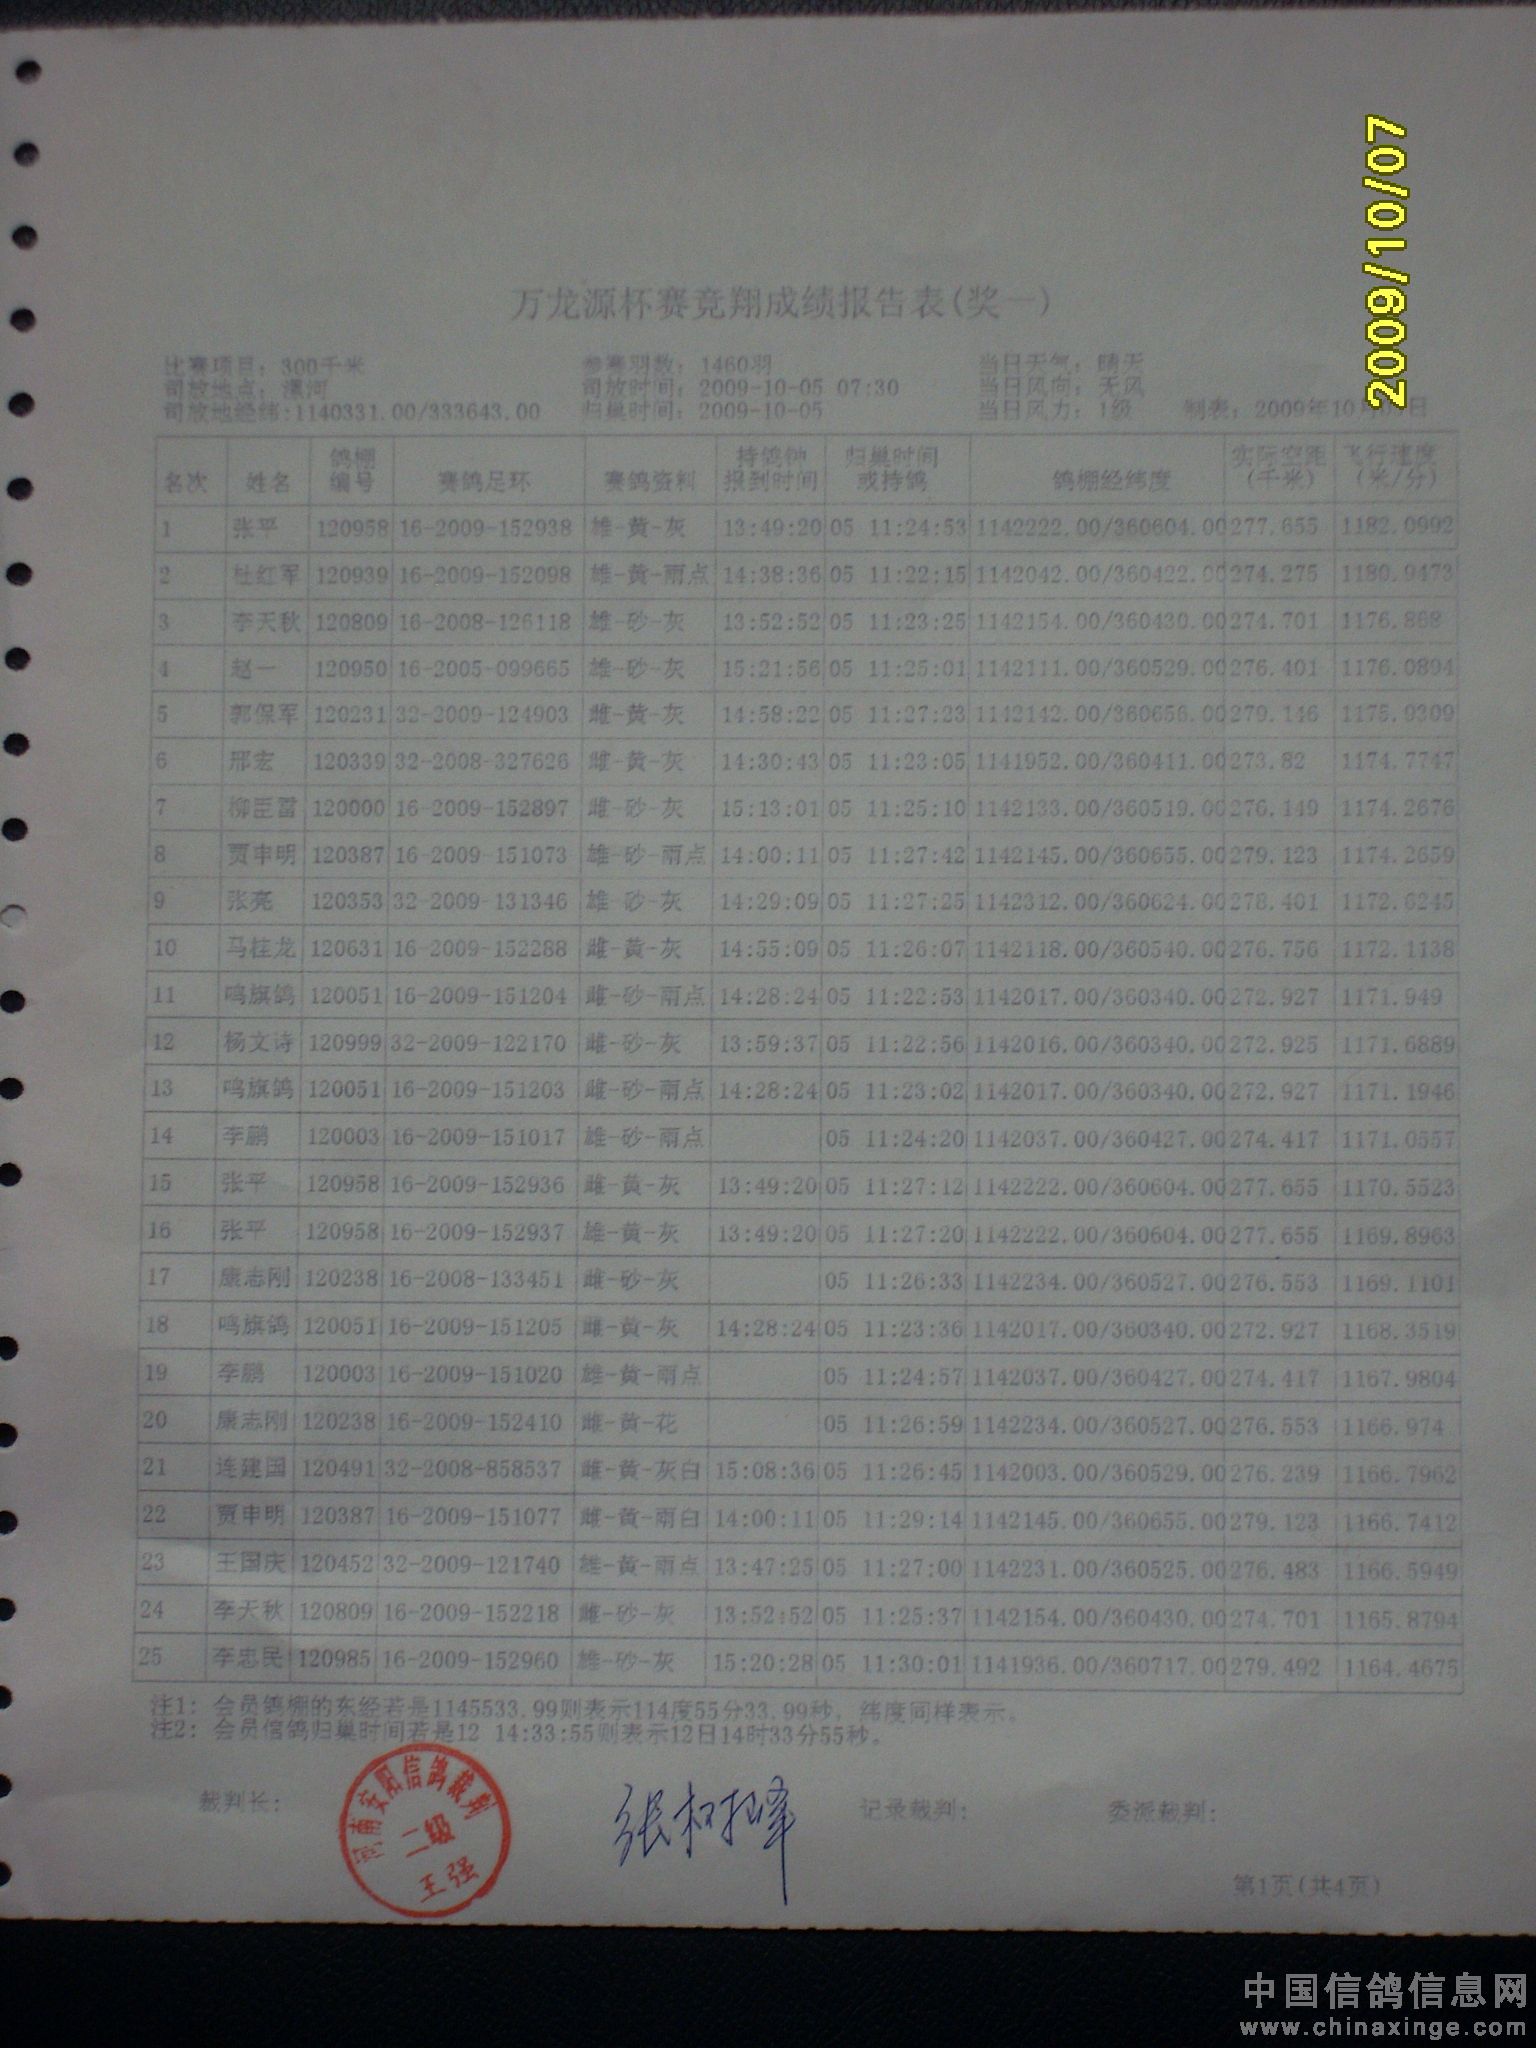 2009/10/07
万龙源杯赛竞翔成绩报告表(奖一)
比赛项目: 300千米 参赛羽数: 1460羽 当日天气: 晴天
司放地点: 漯河 司放时间: 2009-10-05 07:30 当日风向: 无风
司放地经纬:1140331.00/333643.00 归巢时间: 2009-10-05 当日风力: 1级 制表: 2009年10月07日
名次 姓名 鸽棚编号 赛鸽足环 赛鸽资料 持鸽钟报到时间 归巢时间或持鸽 鸽棚经纬度 实际空距(千米) 飞行速度(米/分)
1 张平 120958 16-2009-152938 雄-黄-灰 13:49:20 05 11:24:53 1142222.00/360604.00 277.655 1182.0992
2 杜红军 120939 16-2009-152098 雄-黄-雨点 14:38:36 05 11:22:15 1142042.00/360422.00 274.275 1180.9473
3 李天秋 120809 16-2008-126118 雄-砂-灰 13:52:52 05 11:23:25 1142154.00/360430.00 274.701 1176.868
4 赵一 120950 16-2005-099665 雄-砂-灰 15:21:56 05 11:25:01 1142111.00/360529.00 276.401 1176.0894
5 郭保军 120231 32-2009-124903 雌-黄-灰 14:58:22 05 11:27:23 1142142.00/360656.00 279.146 1175.9309
6 邢宏 120339 32-2008-327626 雌-黄-灰 14:30:43 05 11:23:05 1141952.00/360411.00 273.82 1174.7747
7 柳臣雷 120000 16-2009-152897 雌-砂-灰 15:13:01 05 11:25:10 1142133.00/360519.00 276.149 1174.2676
8 贾申明 120387 16-2009-151073 雄-砂-雨点 14:00:11 05 11:27:42 1142145.00/360655.00 279.123 1174.2659
9 张亮 120353 32-2009-131346 雄-砂-灰 14:29:09 05 11:27:25 1142312.00/360624.00 278.401 1172.6245
10 马桂龙 120631 16-2009-152288 雌-黄-灰 14:55:09 05 11:26:07 1142118.00/360540.00 276.756 1172.1138
11 鸣旗鸽 120051 16-2009-151204 雌-砂-雨点 14:28:24 05 11:22:53 1142017.00/360340.00 272.927 1171.949
12 杨文诗 120999 32-2009-122170 雌-砂-灰 13:59:37 05 11:22:56 1142016.00/360340.00 272.925 1171.6889
13 鸣旗鸽 120051 16-2009-151203 雌-砂-雨点 14:28:24 05 11:23:02 1142017.00/360340.00 272.927 1171.1946
14 李鹏 120003 16-2009-151017 雄-砂-雨点 05 11:24:20 1142037.00/360427.00 274.417 1171.0557
15 张平 120958 16-2009-152936 雌-黄-灰 13:49:20 05 11:27:12 1142222.00/360604.00 277.655 1170.5523
16 张平 120958 16-2009-152937 雄-黄-灰 13:49:20 05 11:27:20 1142222.00/360604.00 277.655 1169.8963
17 康志刚 120238 16-2008-133451 雌-砂-灰 05 11:26:33 1142234.00/360527.00 276.553 1169.1101
18 鸣旗鸽 120051 16-2009-151205 雌-黄-灰 14:28:24 05 11:23:36 1142017.00/360340.00 272.927 1168.3519
19 李鹏 120003 16-2009-151020 雄-黄-雨点 05 11:24:57 1142037.00/360427.00 274.417 1167.9804
20 康志刚 120238 16-2009-152410 雌-黄-花 05 11:26:59 1142234.00/360527.00 276.553 1166.974
21 连建国 120491 32-2008-858537 雌-黄-灰白 15:08:36 05 11:26:45 1142003.00/360529.00 276.239 1166.7962
22 贾申明 120387 16-2009-151077 雌-黄-雨白 14:00:11 05 11:29:14 1142145.00/360655.00 279.123 1166.7412
23 王国庆 120452 32-2009-121740 雄-黄-雨点 13:47:25 05 11:27:00 1142231.00/360525.00 276.483 1166.5949
24 李天秋 120809 16-2009-152218 雌-砂-灰 13:52:52 05 11:25:37 1142154.00/360430.00 274.701 1165.8794
25 李忠民 120985 16-2009-152960 雄-砂-灰 15:20:28 05 11:30:01 1141936.00/360717.00 279.492 1164.4675
注1: 会员鸽棚的东经若是1145533.99则表示114度55分33.99秒, 纬度同样表示。
注2: 会员信鸽归巢时间若是12 14:33:55则表示12日14时33分55秒。
裁判长: 记录裁判: 委派裁判:
河南安阳信鸽裁判
二级
王强
第1页(共4页)
中国信鸽信息网
www.chinaxinge.com